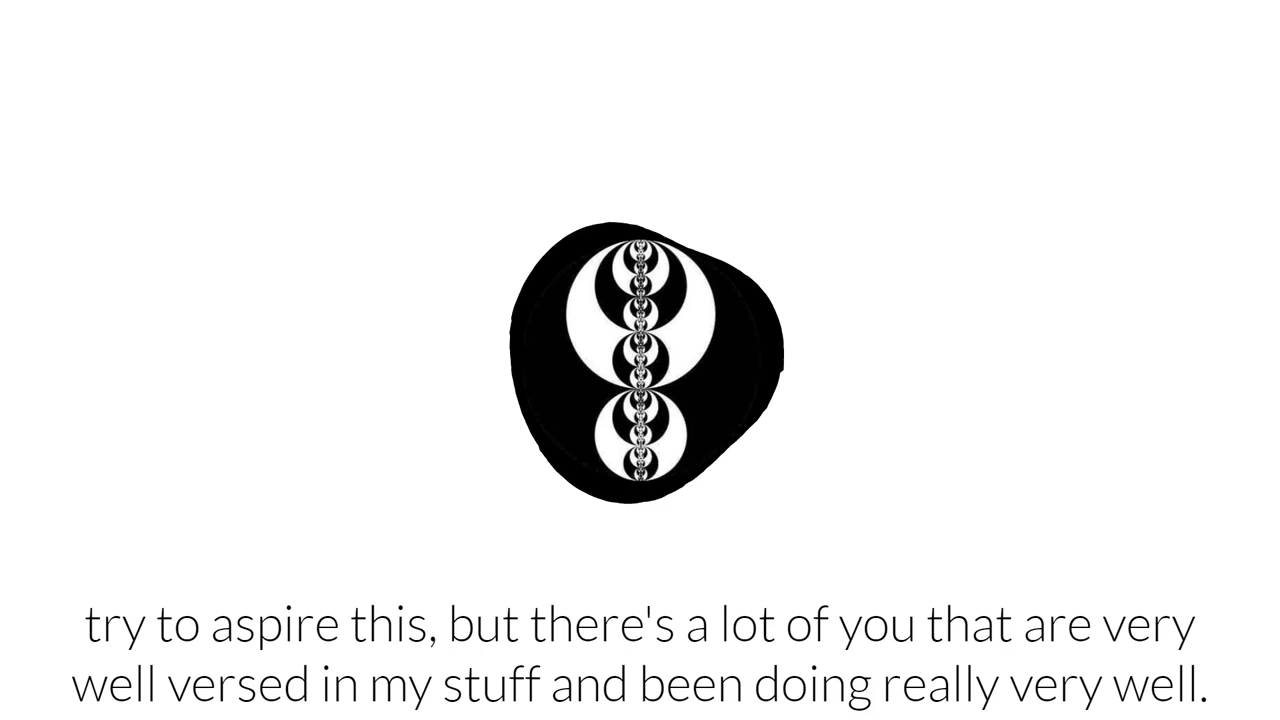 try to aspire this, but there's a lot of you that are very
well versed in my stuff and been doing really very well.